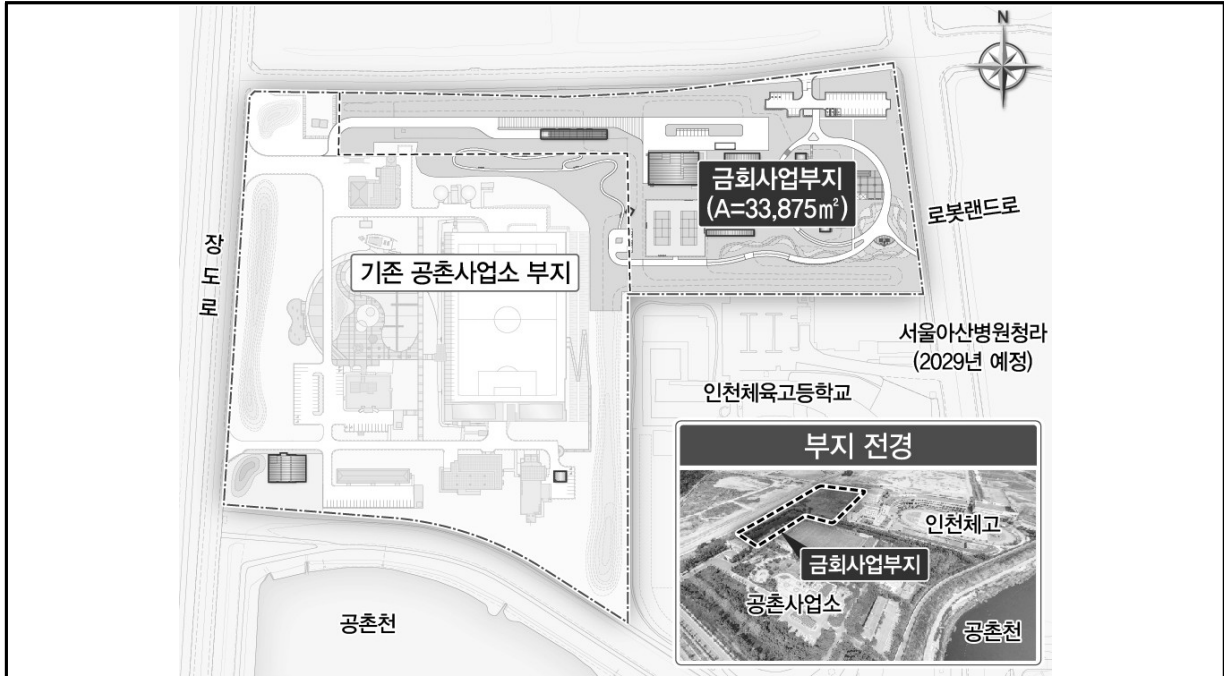 N
금회사업부지
(A=33,875㎡)
로봇랜드로
장도로
기존 공촌사업소 부지
서울아산병원청라
(2029년 예정)
인천체육고등학교
부지 전경
인천체고
금회사업부지
공촌사업소
공촌천
공촌천